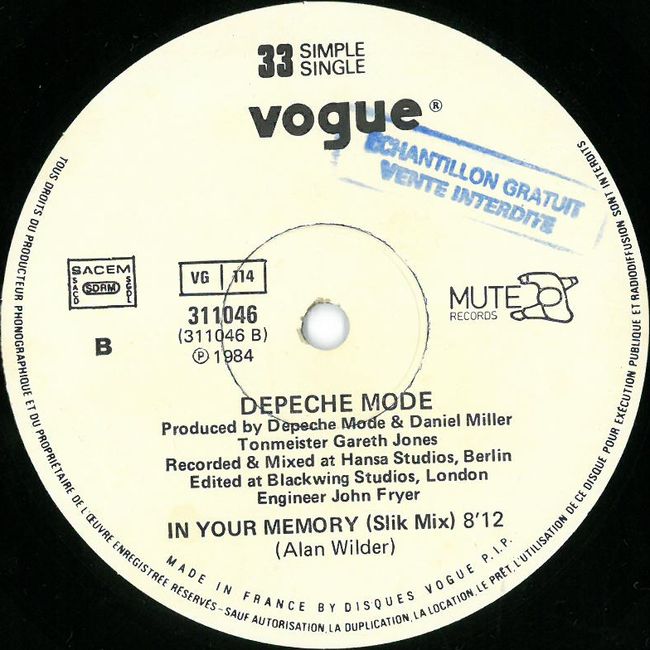 33 SIMPLE
SINGLE
vogue®
ÉCHANTILLON GRATUIT
VENTE INTERDITE
SACEM
SACD SDRM SGDL
VG 114
311046
(311046 B)
℗ 1984
B
MUTE
RECORDS
DEPECHE MODE
Produced by Depeche Mode & Daniel Miller
Tonmeister Gareth Jones
Recorded & Mixed at Hansa Studios, Berlin
Edited at Blackwing Studios, London
Engineer John Fryer
IN YOUR MEMORY (Slik Mix) 8'12
(Alan Wilder)
MADE IN FRANCE BY DISQUES VOGUE P.I.P.
TOUS DROITS DU PRODUCTEUR PHONOGRAPHIQUE ET DU PROPRIÉTAIRE DE L'ŒUVRE ENREGISTRÉE RÉSERVÉS - SAUF AUTORISATION, LA DUPLICATION, LA LOCATION, LE PRÊT, L'UTILISATION DE CE DISQUE POUR EXÉCUTION PUBLIQUE ET RADIODIFFUSION SONT INTERDITS